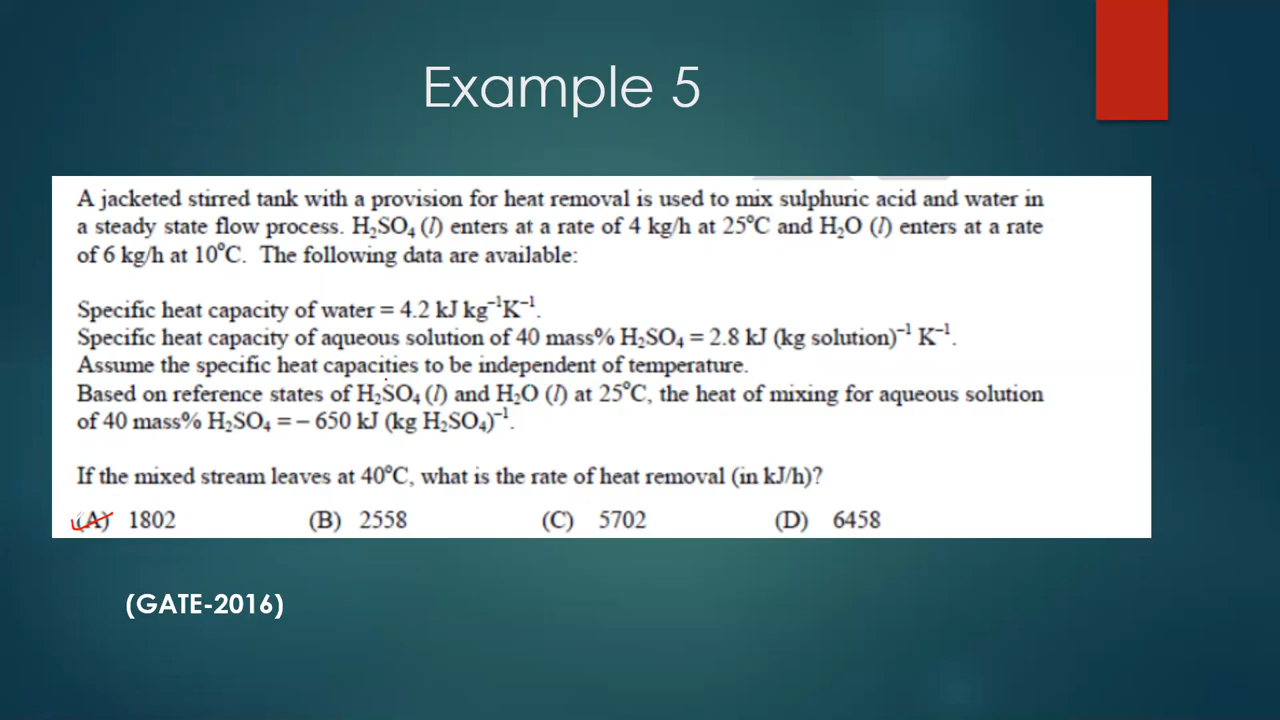 Example 5
A jacketed stirred tank with a provision for heat removal is used to mix sulphuric acid and water in
a steady state flow process. H₂SO₄ (l) enters at a rate of 4 kg/h at 25⁰C and H₂O (l) enters at a rate
of 6 kg/h at 10⁰C. The following data are available:
Specific heat capacity of water = 4.2 kJ kg⁻¹K⁻¹.
Specific heat capacity of aqueous solution of 40 mass% H₂SO₄ = 2.8 kJ (kg solution)⁻¹ K⁻¹.
Assume the specific heat capacities to be independent of temperature.
Based on reference states of H₂SO₄ (l) and H₂O (l) at 25⁰C, the heat of mixing for aqueous solution
of 40 mass% H₂SO₄ = – 650 kJ (kg H₂SO₄)⁻¹.
If the mixed stream leaves at 40⁰C, what is the rate of heat removal (in kJ/h)?
(A) 1802 (B) 2558 (C) 5702 (D) 6458
(GATE-2016)